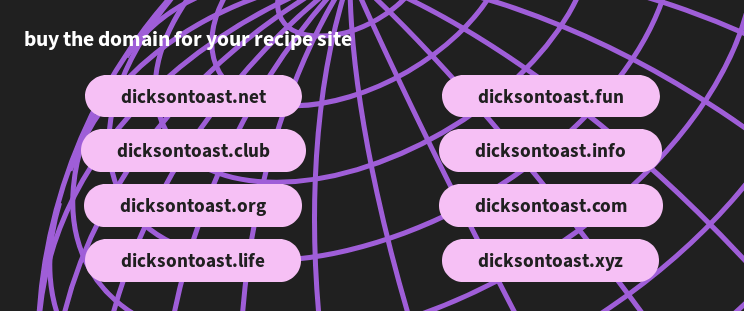 buy the domain for your recipe site
dicksontoast.net
dicksontoast.fun
dicksontoast.club
dicksontoast.info
dicksontoast.org
dicksontoast.com
dicksontoast.life
dicksontoast.xyz